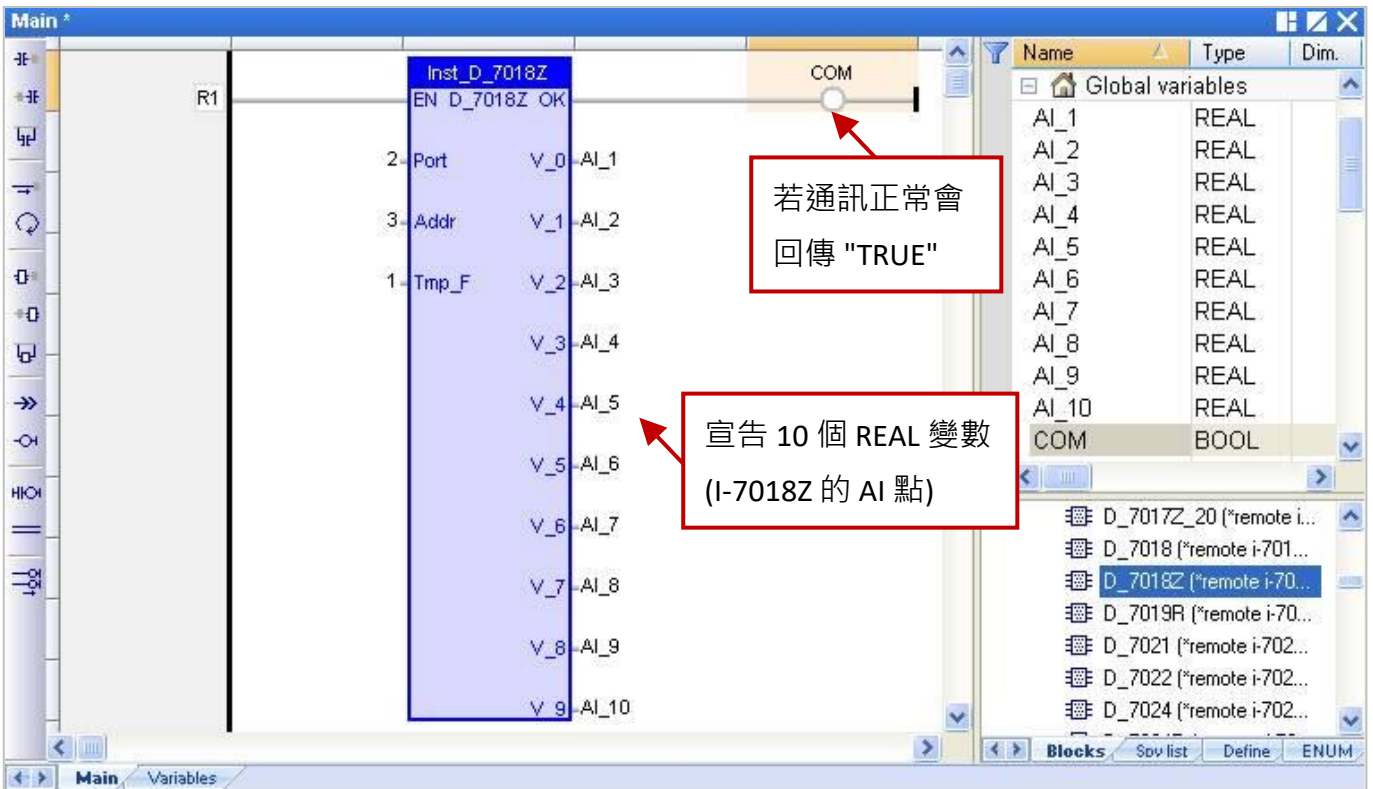 Main *
Inst_D_7018Z
EN D_7018Z OK
R1
COM
2 Port V_0 AI_1
3 Addr V_1 AI_2
1 Tmp_F V_2 AI_3
V_3 AI_4
V_4 AI_5
V_5 AI_6
V_6 AI_7
V_7 AI_8
V_8 AI_9
V_9 AI_10
若通訊正常會
回傳 "TRUE"
宣告 10 個 REAL 變數
(I-7018Z 的 AI 點)
Name Type Dim.
Global variables
AI_1 REAL
AI_2 REAL
AI_3 REAL
AI_4 REAL
AI_5 REAL
AI_6 REAL
AI_7 REAL
AI_8 REAL
AI_9 REAL
AI_10 REAL
COM BOOL
D_7017Z_20 (*remote i...
D_7018 (*remote i-701...
D_7018Z (*remote i-70...
D_7019R (*remote i-70...
D_7021 (*remote i-702...
D_7022 (*remote i-702...
D_7024 (*remote i-702...
Blocks Spy list Define ENUM
Main Variables